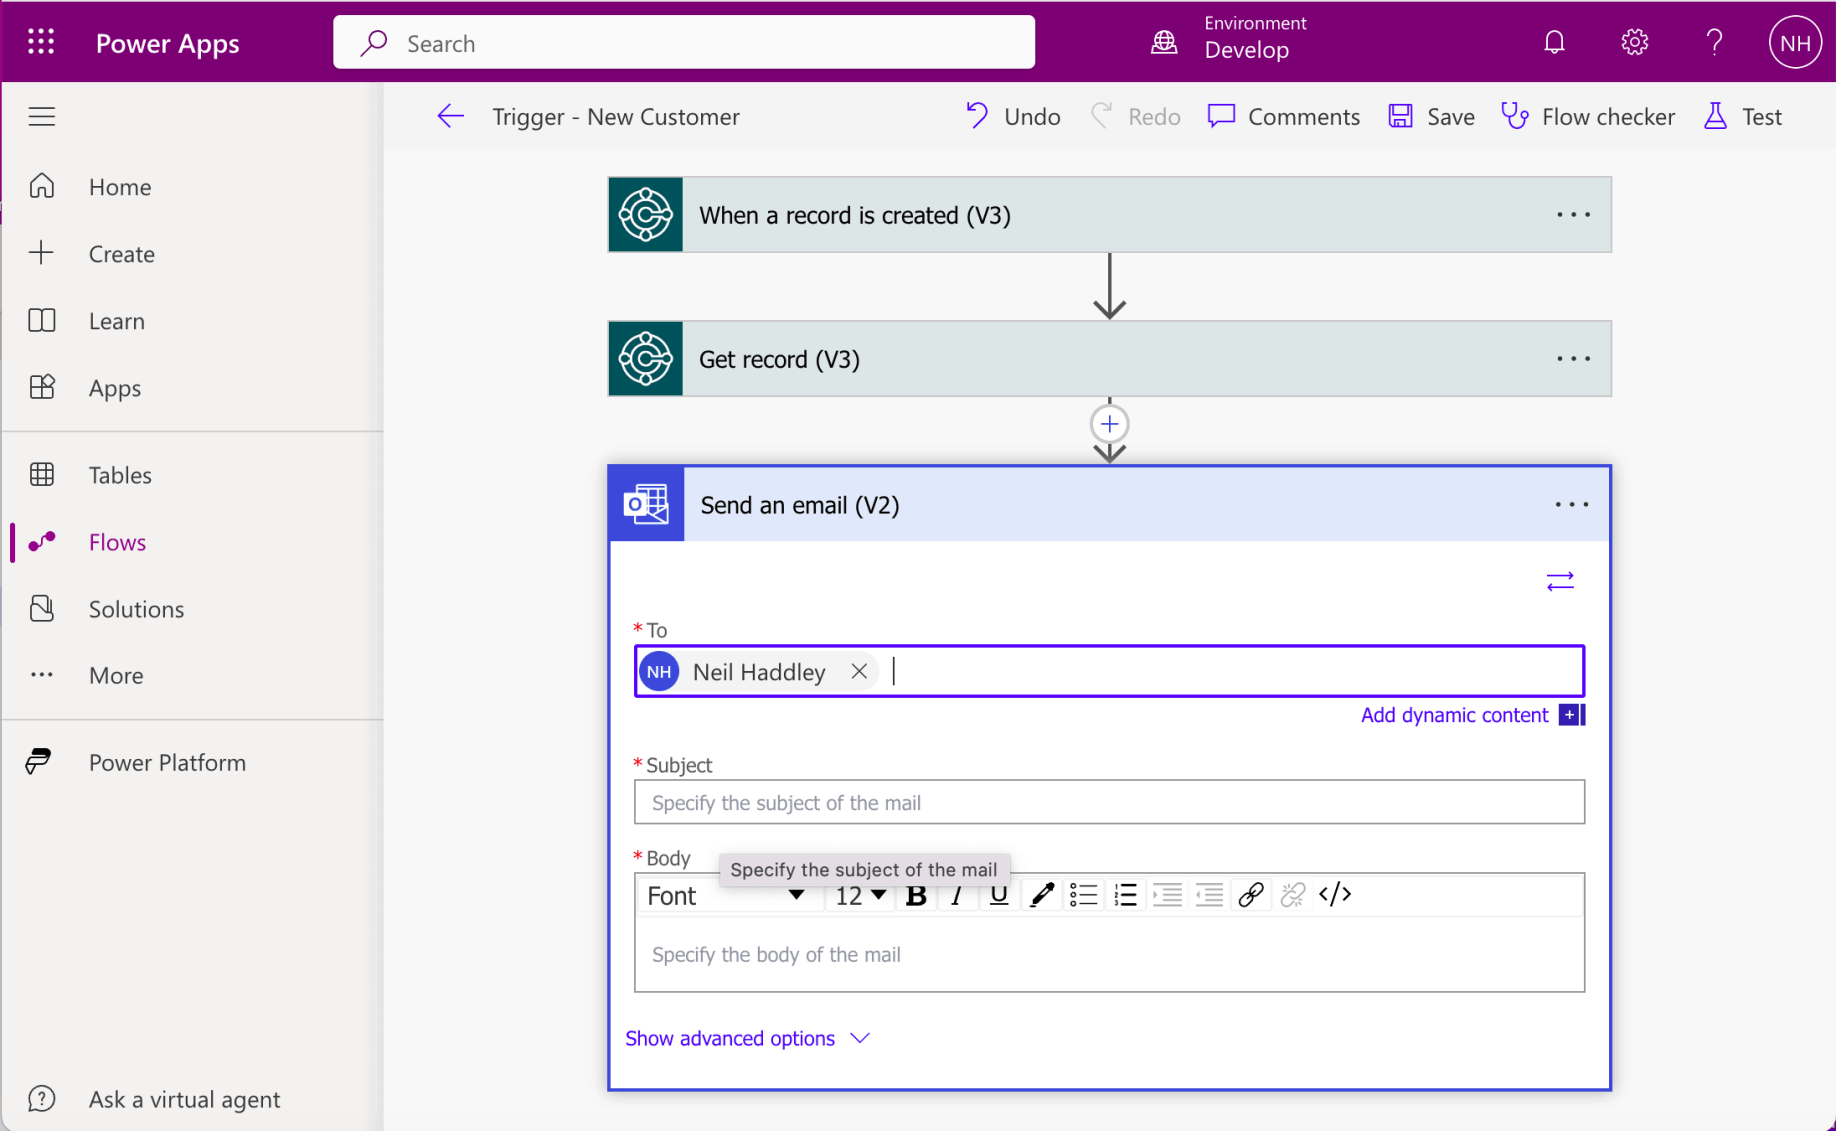 Power Apps
Search
Environment
Develop
NH
Trigger - New Customer
Undo
Redo
Comments
Save
Flow checker
Test
Home
Create
Learn
Apps
Tables
Flows
Solutions
More
Power Platform
Ask a virtual agent
When a record is created (V3)
Get record (V3)
Send an email (V2)
* To
NH Neil Haddley
Add dynamic content
* Subject
Specify the subject of the mail
* Body
Specify the subject of the mail
Font 12 B I U </>
Specify the body of the mail
Show advanced options